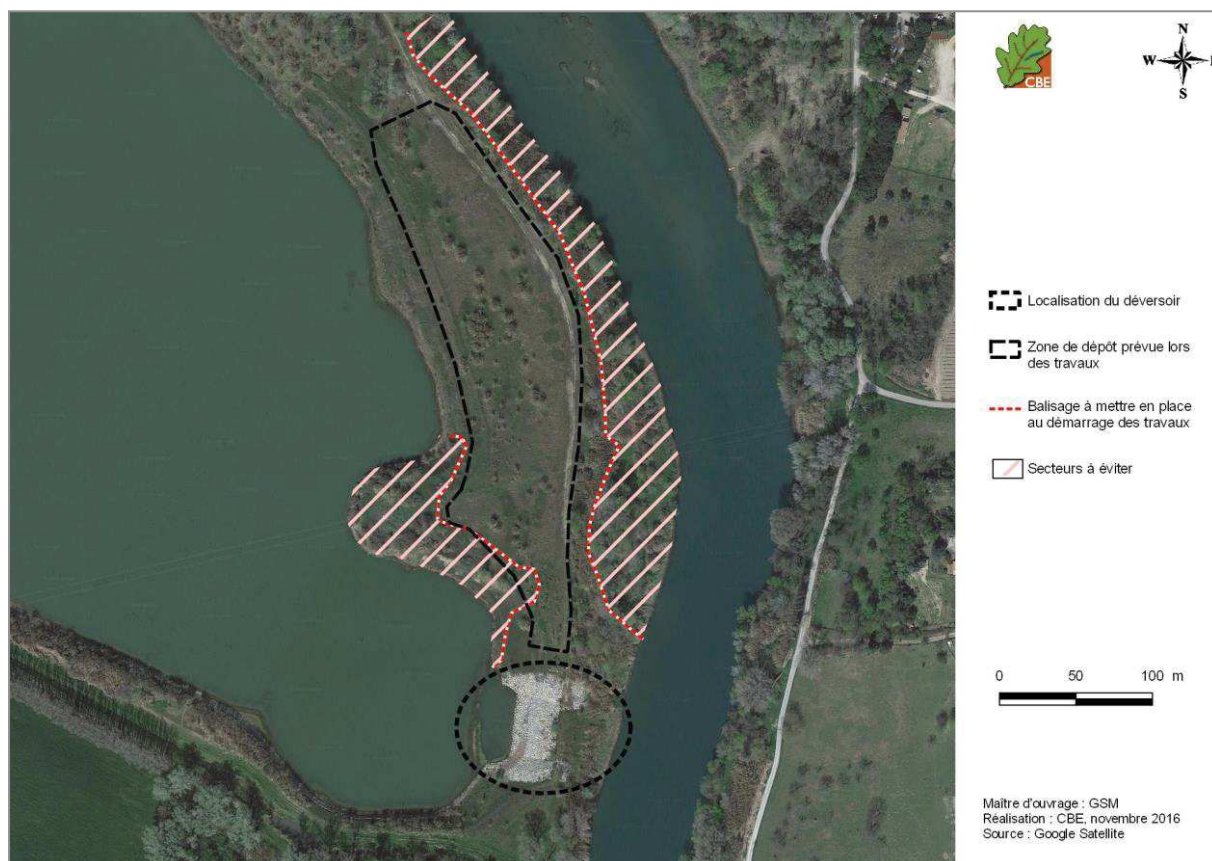 CBE
N
W
S
Localisation du déversoir
Zone de dépôt prévue lors
des travaux
Balisage à mettre en place
au démarrage des travaux
Secteurs à éviter
0 50 100 m
Maître d'ouvrage : GSM
Réalisation : CBE, novembre 2016
Source : Google Satellite